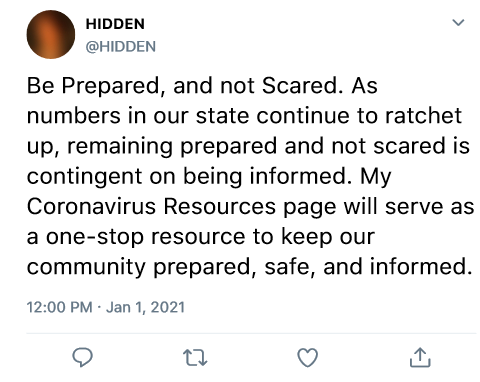 HIDDEN
@HIDDEN
Be Prepared, and not Scared. As
numbers in our state continue to ratchet
up, remaining prepared and not scared is
contingent on being informed. My
Coronavirus Resources page will serve as
a one-stop resource to keep our
community prepared, safe, and informed.
12:00 PM · Jan 1, 2021